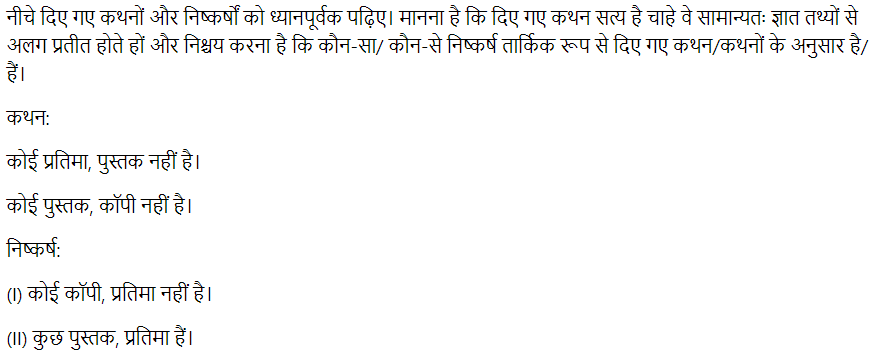 नीचे दिए गए कथनों और निष्कर्षों को ध्यानपूर्वक पढ़िए। मानना है कि दिए गए कथन सत्य है चाहे वे सामान्यतः ज्ञात तथ्यों से
अलग प्रतीत होते हों और निश्चय करना है कि कौन-सा/ कौन-से निष्कर्ष तार्किक रूप से दिए गए कथन/कथनों के अनुसार है/
हैं।
कथन:
कोई प्रतिमा, पुस्तक नहीं है।
कोई पुस्तक, कॉपी नहीं है।
निष्कर्ष:
(I) कोई कॉपी, प्रतिमा नहीं है।
(II) कुछ पुस्तक, प्रतिमा हैं।